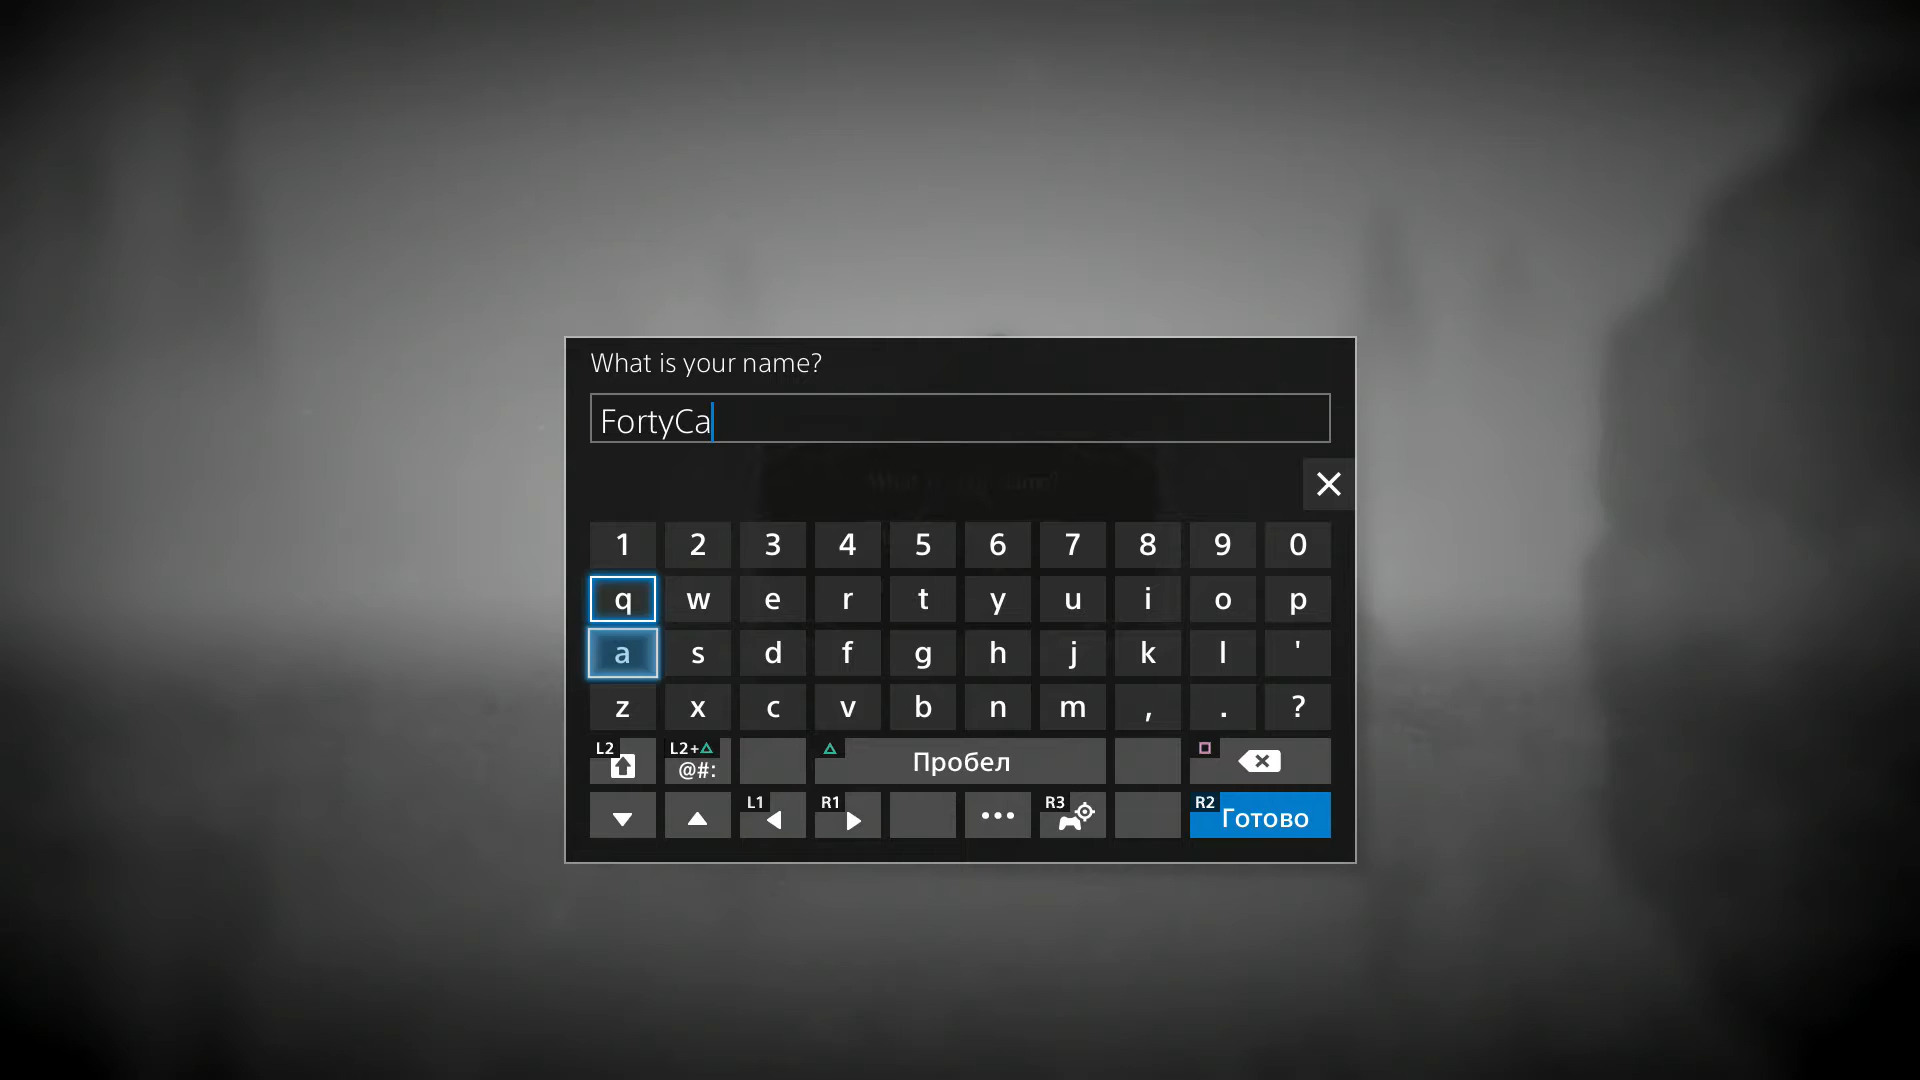 What is your name?
FortyCa
1 2 3 4 5 6 7 8 9 0
q w e r t y u i o p
a s d f g h j k l '
z x c v b n m , . ?
L2 L2+△ @#: △ Пробел
L1 R1 ... R3 R2 Готово